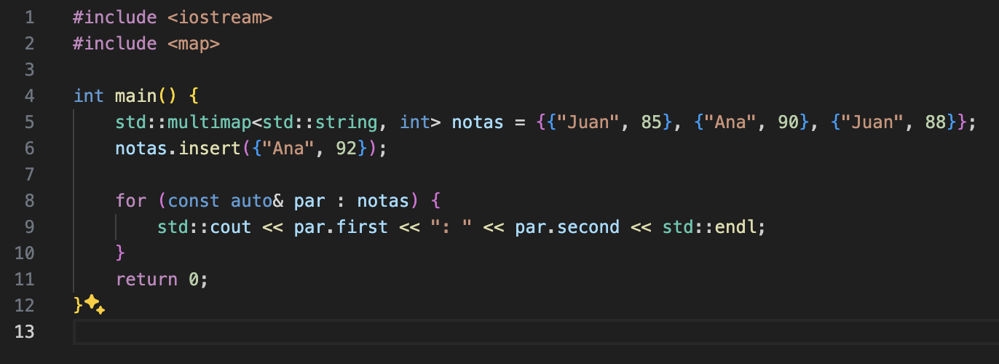 1 #include <iostream>
2 #include <map>
3
4 int main() {
5     std::multimap<std::string, int> notas = {{"Juan", 85}, {"Ana", 90}, {"Juan", 88}};
6     notas.insert({"Ana", 92});
7
8     for (const auto& par : notas) {
9         std::cout << par.first << ": " << par.second << std::endl;
10     }
11     return 0;
12 }
13